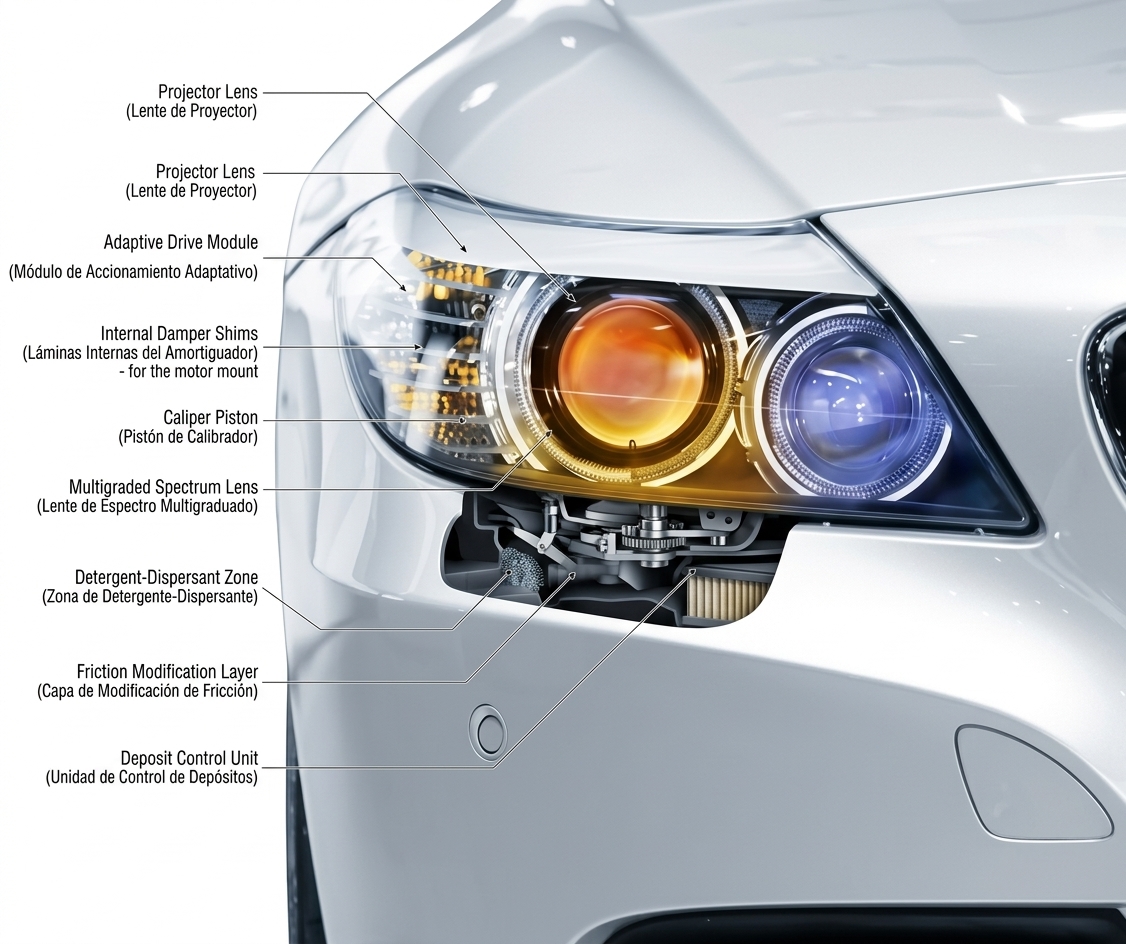 Projector Lens
(Lente de Proyector)
Projector Lens
(Lente de Proyector)
Adaptive Drive Module
(Módulo de Accionamiento Adaptativo)
Internal Damper Shims
(Láminas Internas del Amortiguador)
- for the motor mount
Caliper Piston
(Pistón de Calibrador)
Multigraded Spectrum Lens
(Lente de Espectro Multigraduado)
Detergent-Dispersant Zone
(Zona de Detergente-Dispersante)
Friction Modification Layer
(Capa de Modificación de Fricción)
Deposit Control Unit
(Unidad de Control de Depósitos)